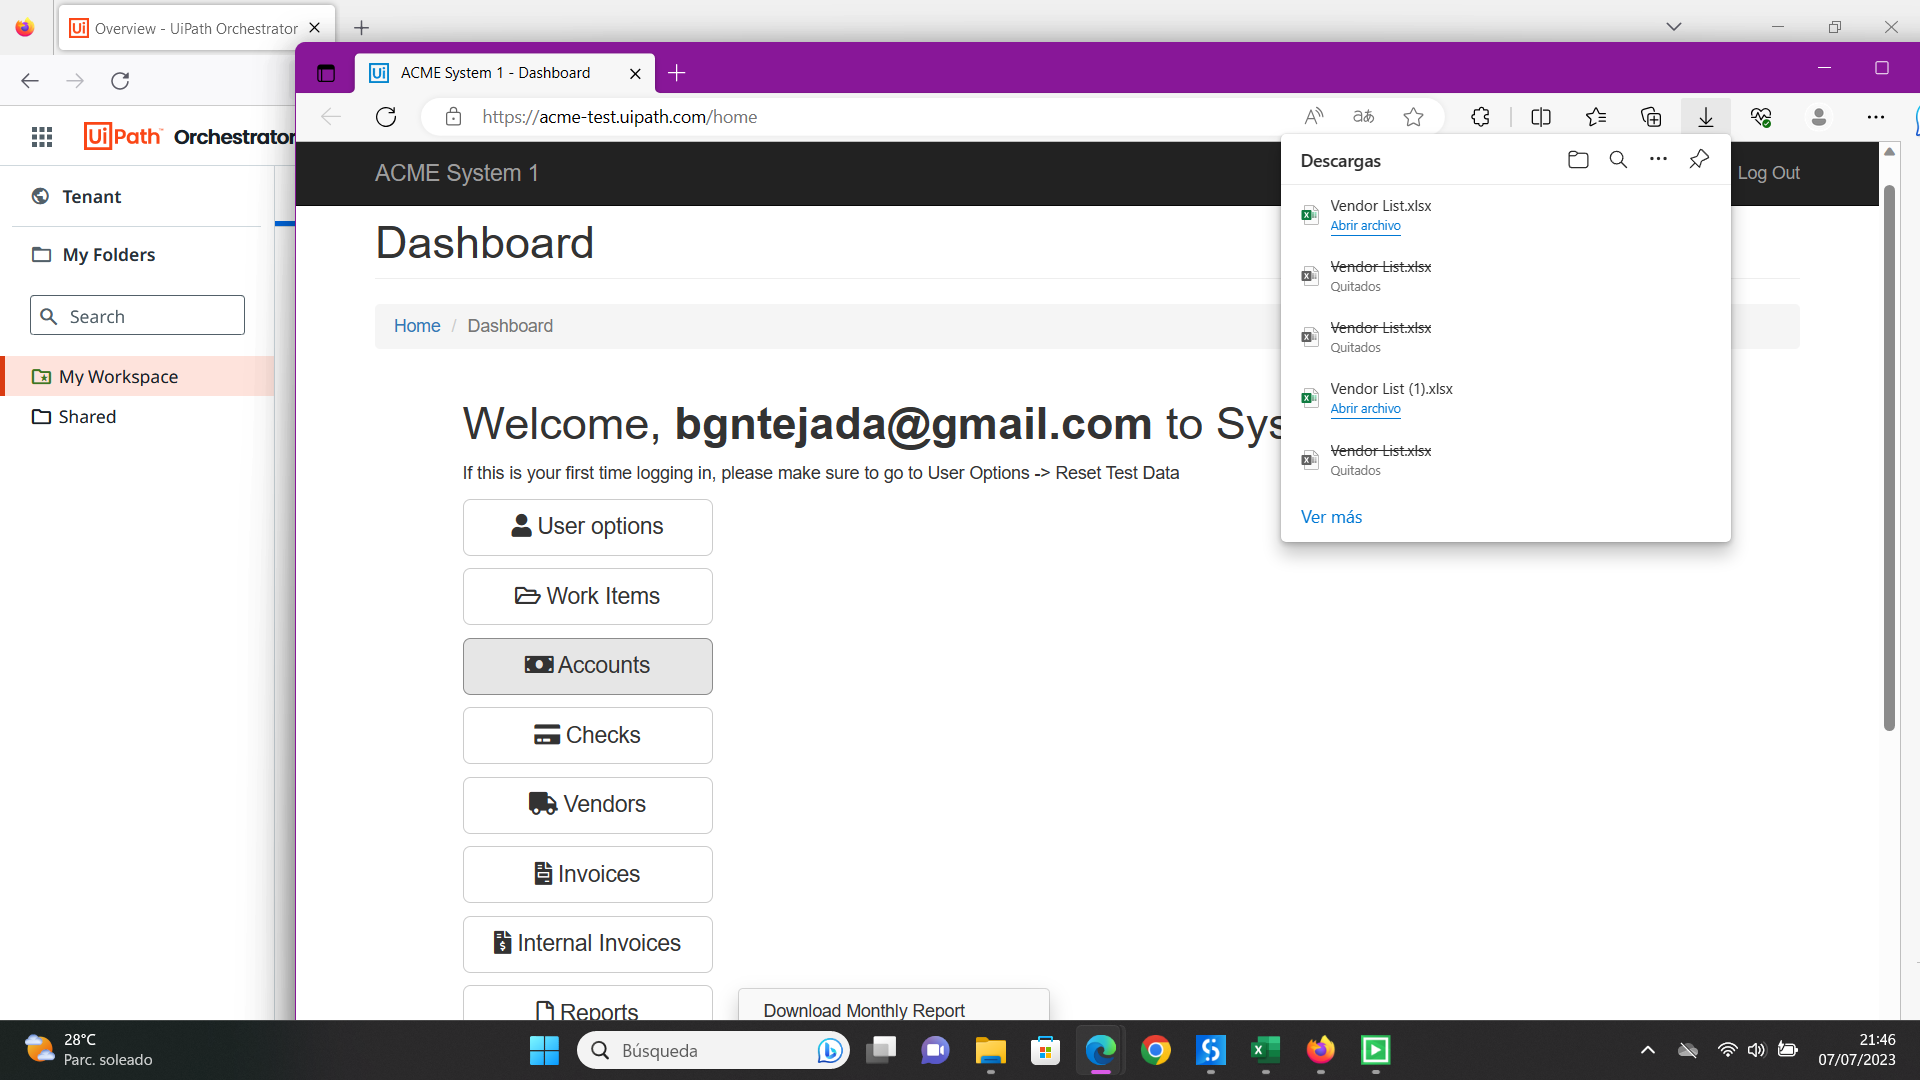 Overview - UiPath Orchestrator
ACME System 1 - Dashboard
https://acme-test.uipath.com/home
UiPath Orchestrator
Tenant
My Folders
Search
My Workspace
Shared
ACME System 1
Log Out
Dashboard
Home / Dashboard
Welcome, bgntejada@gmail.com to Sys
If this is your first time logging in, please make sure to go to User Options -> Reset Test Data
User options
Work Items
Accounts
Checks
Vendors
Invoices
Internal Invoices
Reports
Download Monthly Report
Descargas
Vendor List.xlsx
Abrir archivo
Vendor List.xlsx
Quitados
Vendor List.xlsx
Quitados
Vendor List (1).xlsx
Abrir archivo
Vendor List.xlsx
Quitados
Ver más
28°C
Parc. soleado
Búsqueda
21:46
07/07/2023